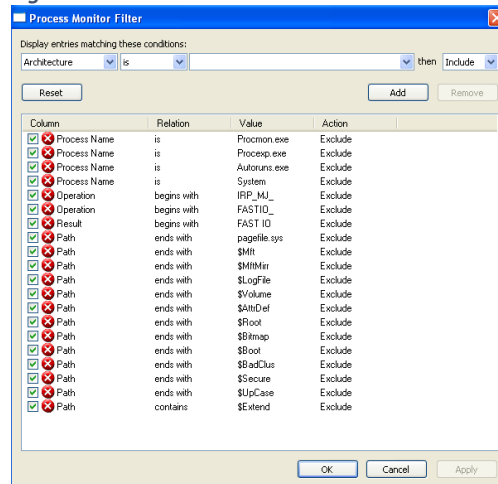 Process Monitor Filter
Display entries matching these conditions:
Architecture is then Include
Reset Add Remove
Column Relation Value Action
Process Name is Procmon.exe Exclude
Process Name is Procexp.exe Exclude
Process Name is Autoruns.exe Exclude
Process Name is System Exclude
Operation begins with IRP_MJ_ Exclude
Operation begins with FASTIO_ Exclude
Result begins with FAST IO Exclude
Path ends with pagefile.sys Exclude
Path ends with $Mft Exclude
Path ends with $MftMirr Exclude
Path ends with $LogFile Exclude
Path ends with $Volume Exclude
Path ends with $AttrDef Exclude
Path ends with $Root Exclude
Path ends with $Bitmap Exclude
Path ends with $Boot Exclude
Path ends with $BadClus Exclude
Path ends with $Secure Exclude
Path ends with $UpCase Exclude
Path contains $Extend Exclude
OK Cancel Apply